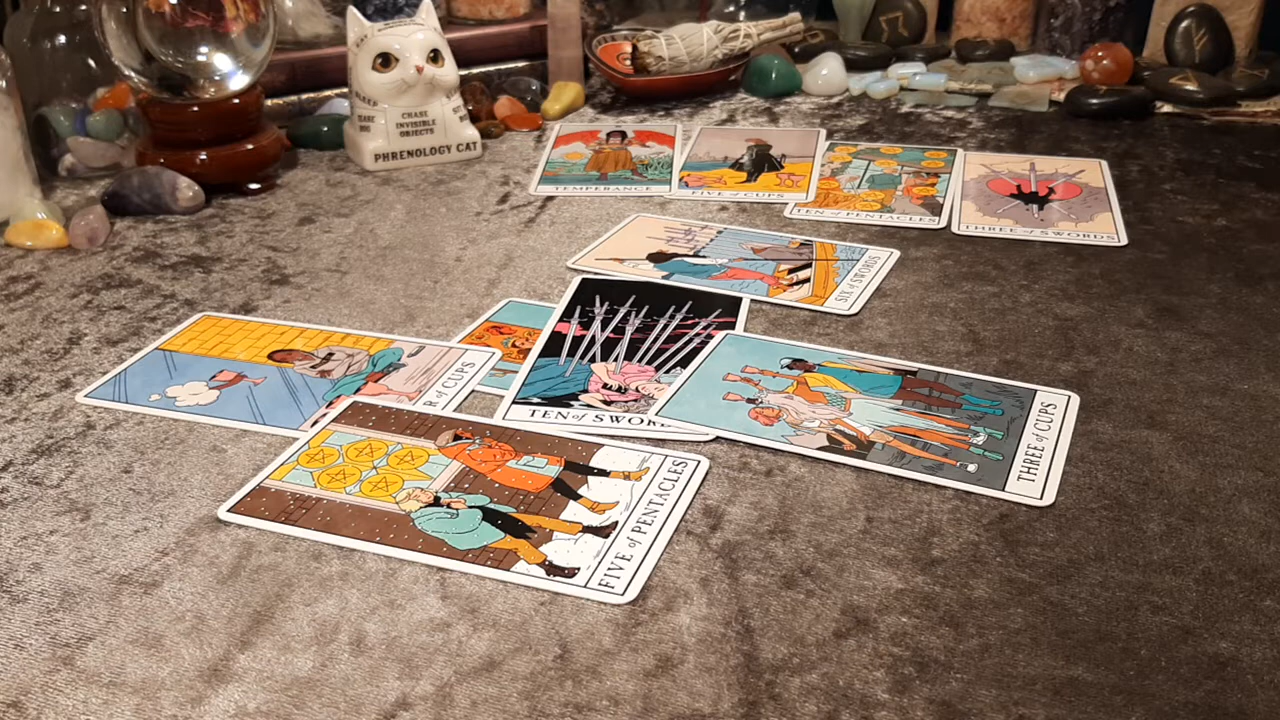 SLEEP
CHASE
INVISIBLE
OBJECTS
PHRENOLOGY CAT
TEMPERANCE
FIVE of CUPS
TEN of PENTACLES
THREE of SWORDS
SIX of SWORDS
R of CUPS
TEN of SWOR
THREE of CUPS
FIVE of PENTACLES